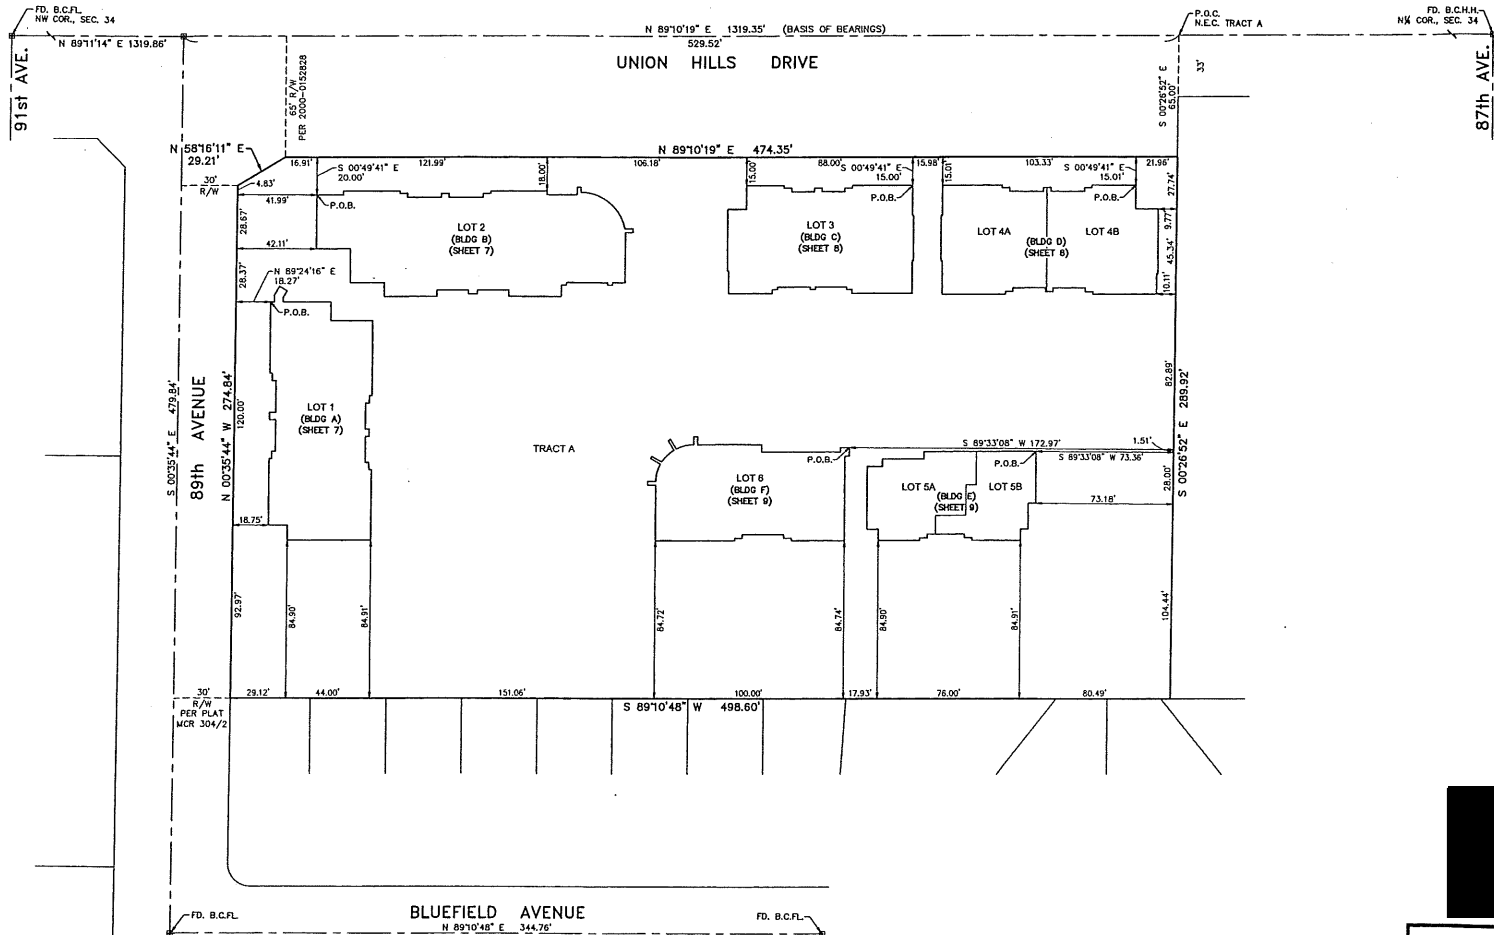 FD. B.C.FL.
NW COR., SEC. 34
N 89°11'14" E 1319.86'
N 89°10'19" E 1319.35' (BASIS OF BEARINGS)
529.52'
P.O.C.
N.E.C. TRACT A
FD. B.C.H.H.
N¼ COR., SEC. 34
91st AVE.
87th AVE.
UNION HILLS DRIVE
65' R/W
PER 2000-0152828
S 00°26'52" E
65.00'
33'
N 58°16'11" E
29.21'
N 89°10'19" E 474.35'
16.91'
121.99'
106.18'
88.00'
15.98'
103.33'
21.96'
S 00°49'41" E
20.00'
18.00'
15.00'
S 00°49'41" E
15.00'
15.01'
S 00°49'41" E
15.01'
27.74'
30'
R/W
4.83'
41.99'
P.O.B.
P.O.B.
P.O.B.
28.67'
42.11'
LOT 2
(BLDG B)
(SHEET 7)
LOT 3
(BLDG C)
(SHEET 8)
LOT 4A
(BLDG D)
(SHEET 8)
LOT 4B
9.77'
45.34'
10.11'
28.37'
N 89°24'16" E
18.27'
P.O.B.
S 00°35'44" E 479.84'
89th AVENUE
N 00°35'44" W 274.84'
120.00'
LOT 1
(BLDG A)
(SHEET 7)
TRACT A
82.89'
S 00°26'52" E 289.92'
S 89°33'08" W 172.97'
1.51'
P.O.B.
P.O.B.
S 89°33'08" W 73.36'
LOT 6
(BLDG F)
(SHEET 9)
LOT 5A
(BLDG E)
(SHEET 9)
LOT 5B
28.00'
73.18'
18.75'
92.97'
84.90'
84.91'
84.72'
84.74'
84.90'
84.91'
104.44'
30'
R/W
PER PLAT
MCR 304/2
29.12'
44.00'
151.06'
100.00'
17.93'
76.00'
80.49'
S 89°10'48" W 498.60'
FD. B.C.FL.
BLUEFIELD AVENUE
N 89°10'48" E 344.76'
FD. B.C.FL.